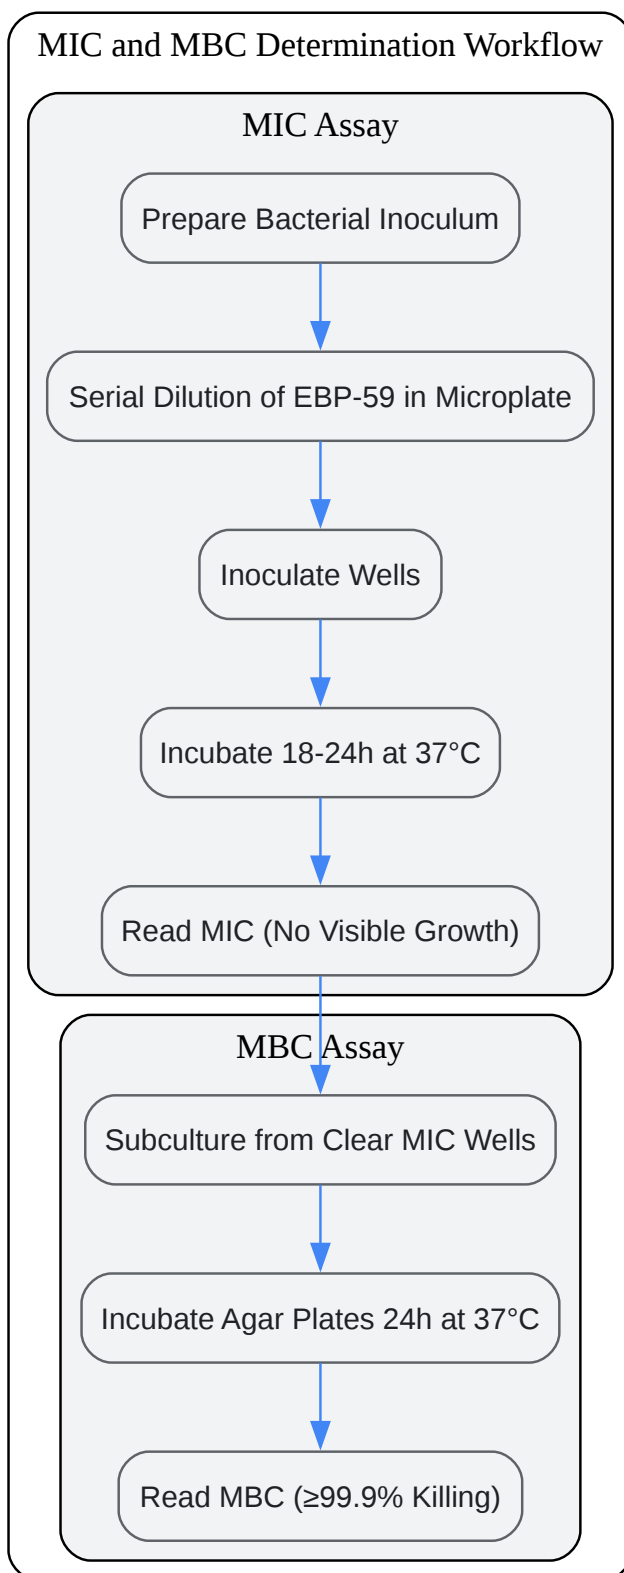 MIC and MBC Determination Workflow
MIC Assay
Prepare Bacterial Inoculum
Serial Dilution of EBP-59 in Microplate
Inoculate Wells
Incubate 18-24h at 37°C
Read MIC (No Visible Growth)
MBC Assay
Subculture from Clear MIC Wells
Incubate Agar Plates 24h at 37°C
Read MBC (≥99.9% Killing)